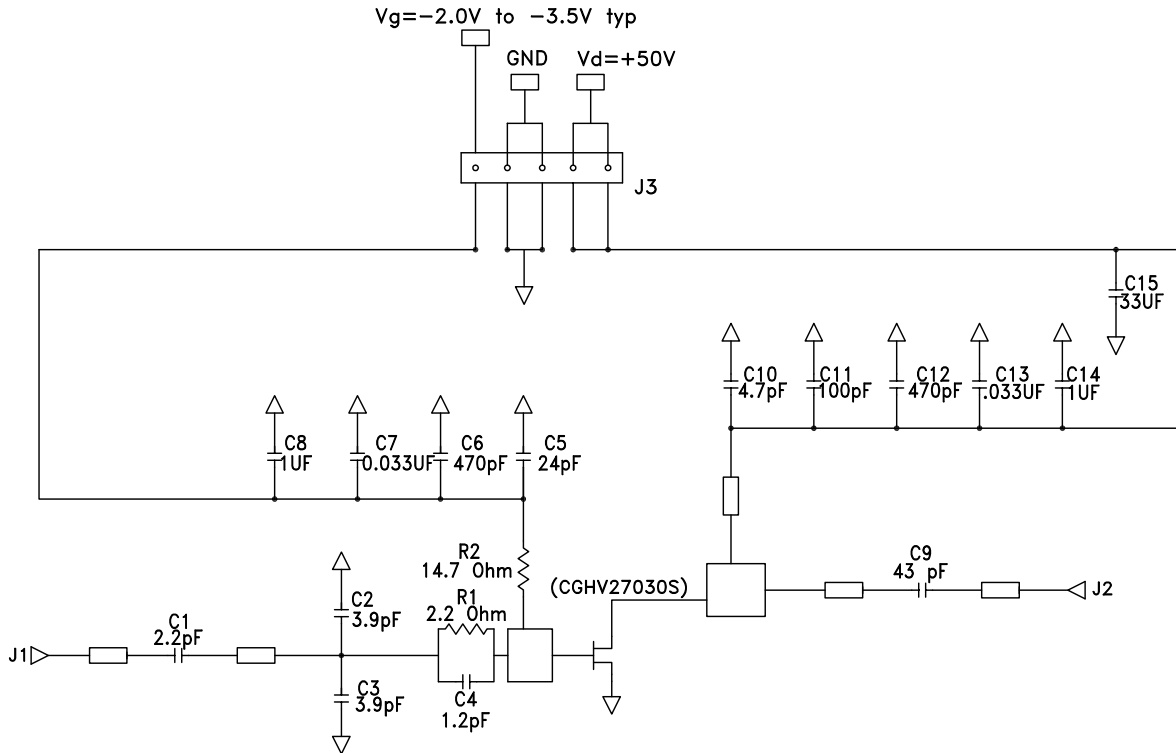 Vg=-2.0V to -3.5V typ
GND
Vd=+50V
J3
C15
33UF
C10
4.7pF
C11
100pF
C12
470pF
C13
.033UF
C14
1UF
C8
1UF
C7
0.033UF
C6
470pF
C5
24pF
R2
14.7 Ohm
(CGHV27030S)
C9
43 pF
J2
R1
2.2 Ohm
C2
3.9pF
C1
2.2pF
J1
C3
3.9pF
C4
1.2pF